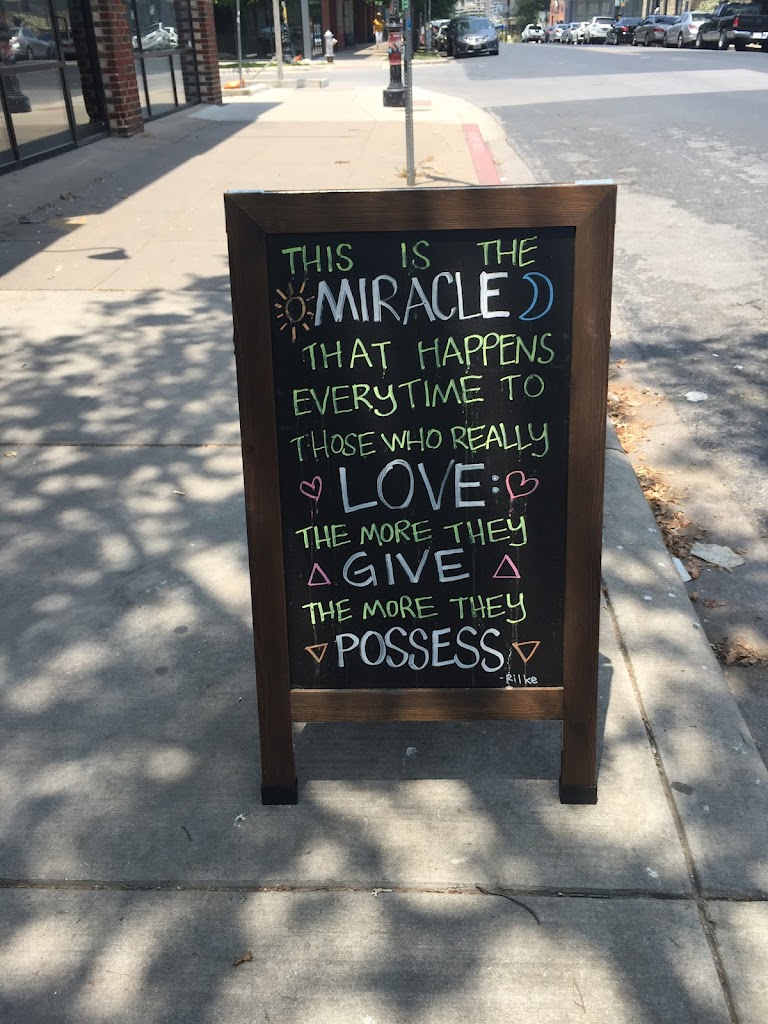 THIS IS THE
MIRACLE
THAT HAPPENS
EVERYTIME TO
THOSE WHO REALLY
LOVE:
THE MORE THEY
GIVE
THE MORE THEY
POSSESS
-Rilke